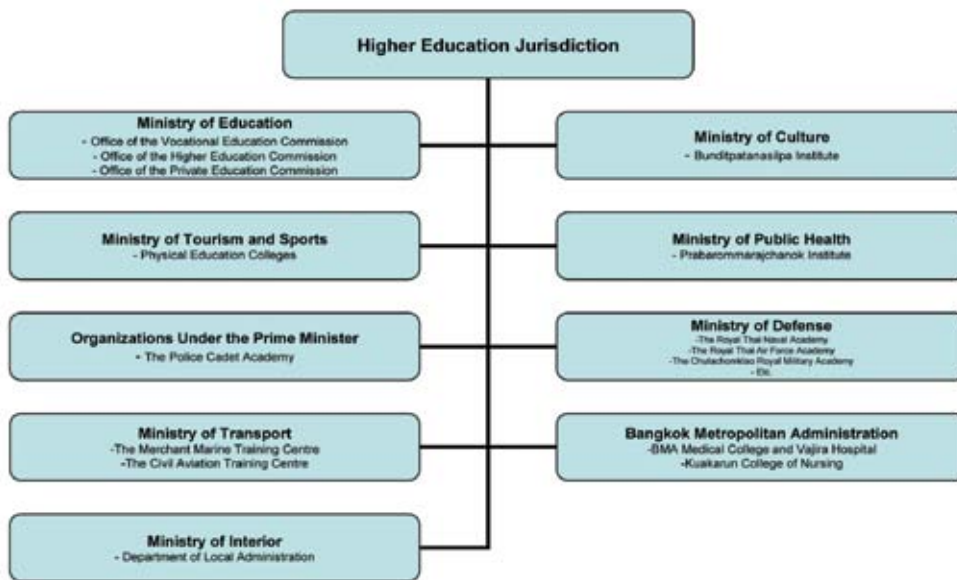 Higher Education Jurisdiction
Ministry of Education
- Office of the Vocational Education Commission
- Office of the Higher Education Commission
- Office of the Private Education Commission
Ministry of Culture
- Bunditpatanasilpa Institute
Ministry of Tourism and Sports
- Physical Education Colleges
Ministry of Public Health
- Prabarommarajchanok Institute
Organizations Under the Prime Minister
- The Police Cadet Academy
Ministry of Defense
-The Royal Thai Naval Academy
-The Royal Thai Air Force Academy
-The Chulachomklao Royal Military Academy
- Etc.
Ministry of Transport
-The Merchant Marine Training Centre
-The Civil Aviation Training Centre
Bangkok Metropolitan Administration
-BMA Medical College and Vajira Hospital
-Kuakarun College of Nursing
Ministry of Interior
- Department of Local Administration